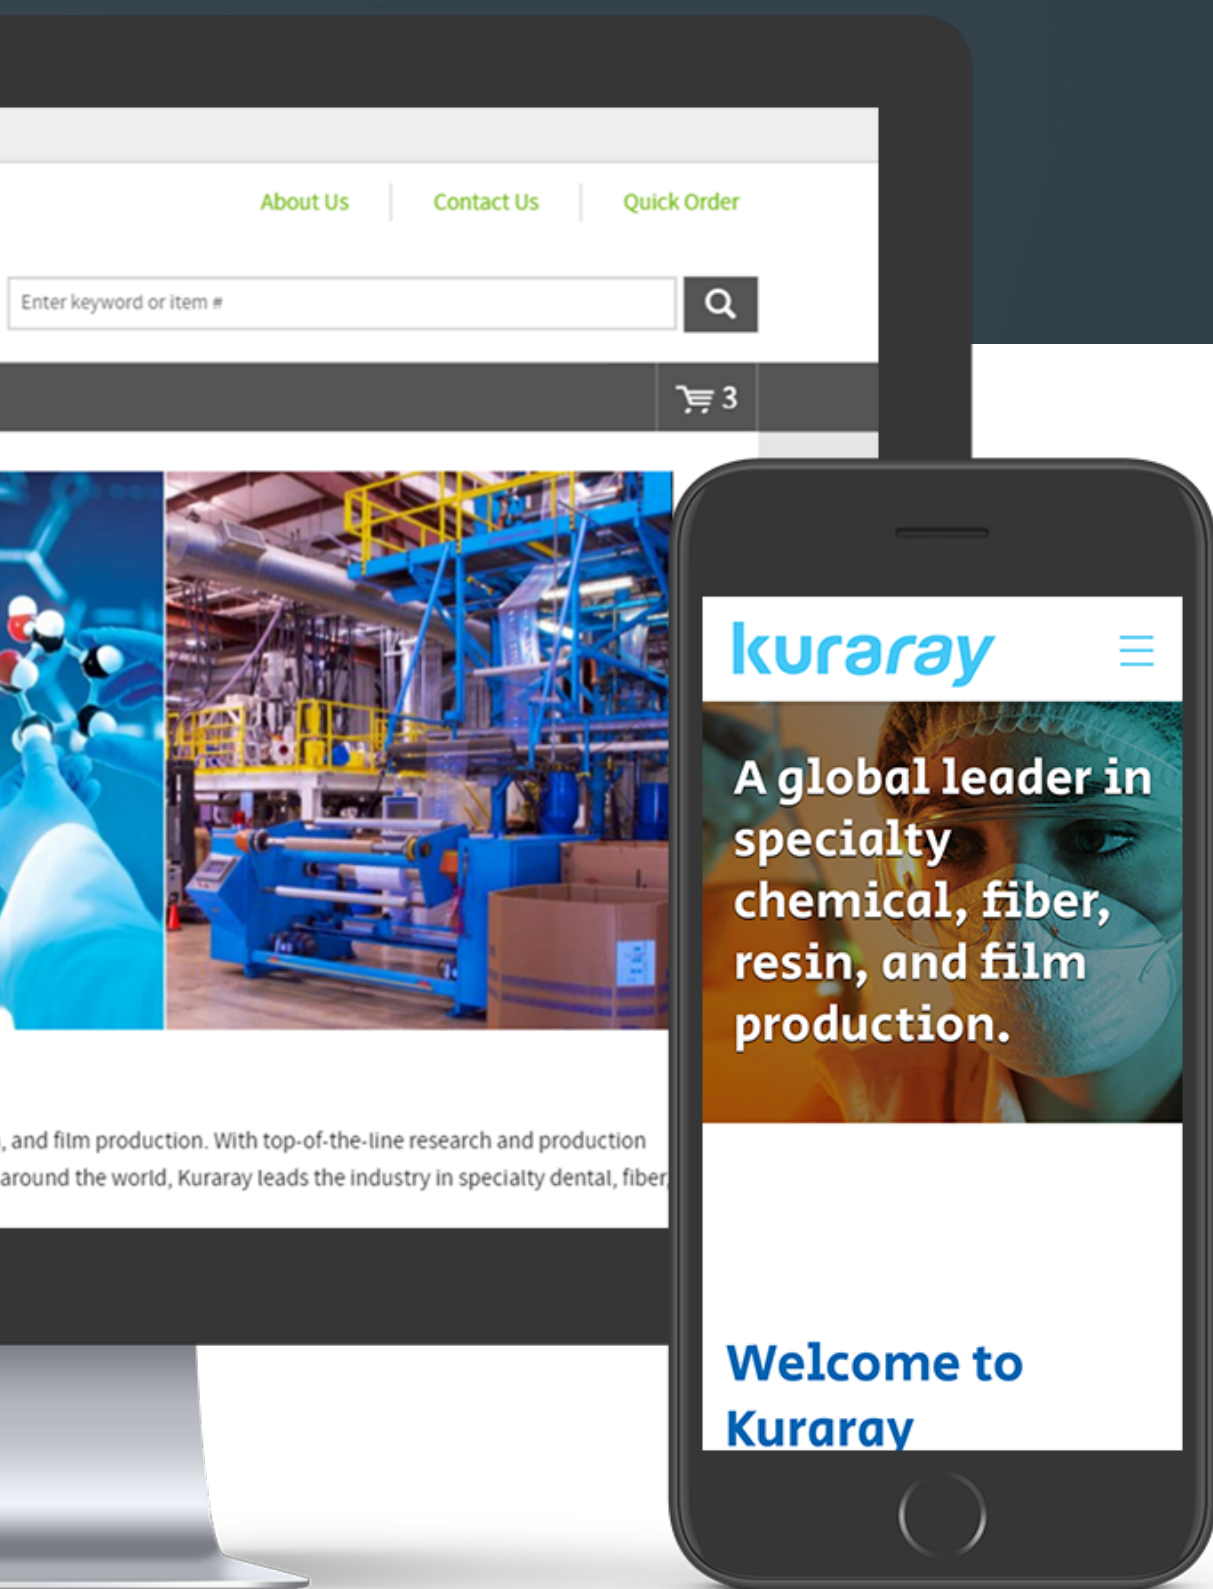 About Us
Contact Us
Quick Order
Enter keyword or item #
3
, and film production. With top-of-the-line research and production
around the world, Kuraray leads the industry in specialty dental, fiber,
kuraray
A global leader in
specialty
chemical, fiber,
resin, and film
production.
Welcome to
Kuraray